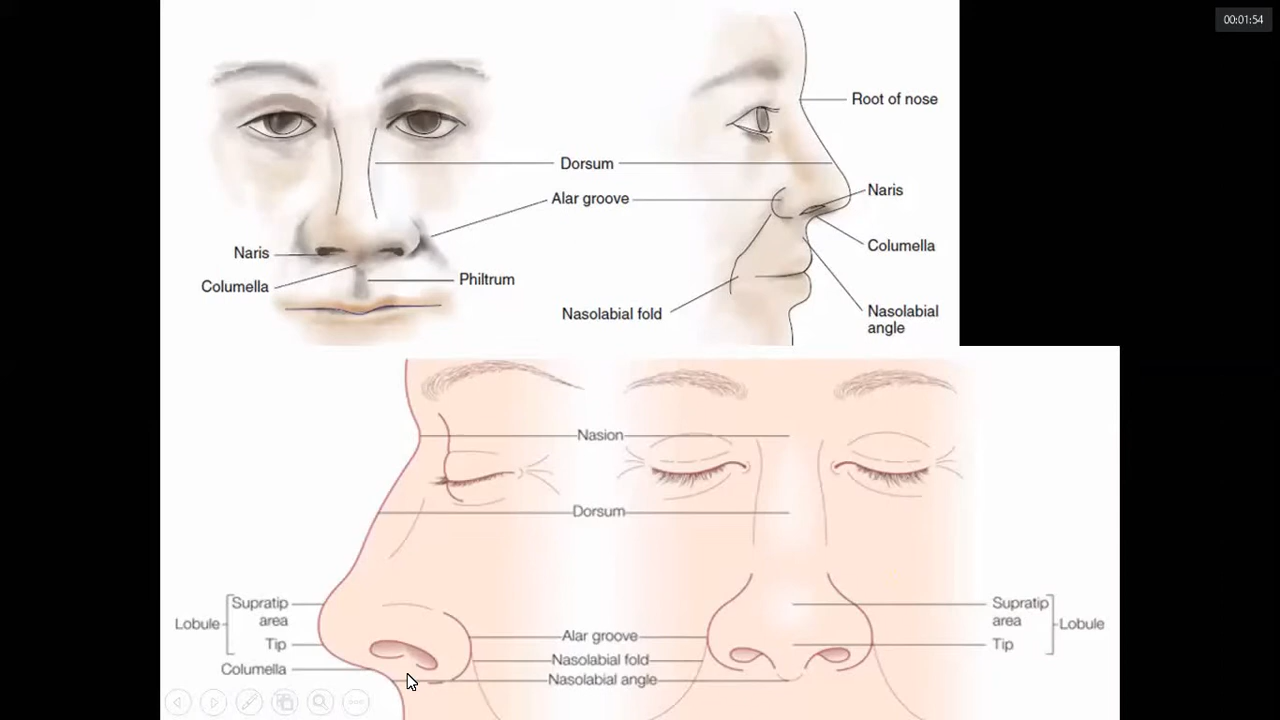 00:01:54
Root of nose
Dorsum
Naris
Alar groove
Columella
Naris
Philtrum
Columella
Nasolabial fold
Nasolabial
angle
Nasion
Dorsum
Supratip
area
Lobule
Tip
Columella
Alar groove
Nasolabial fold
Nasolabial angle
Supratip
area
Lobule
Tip